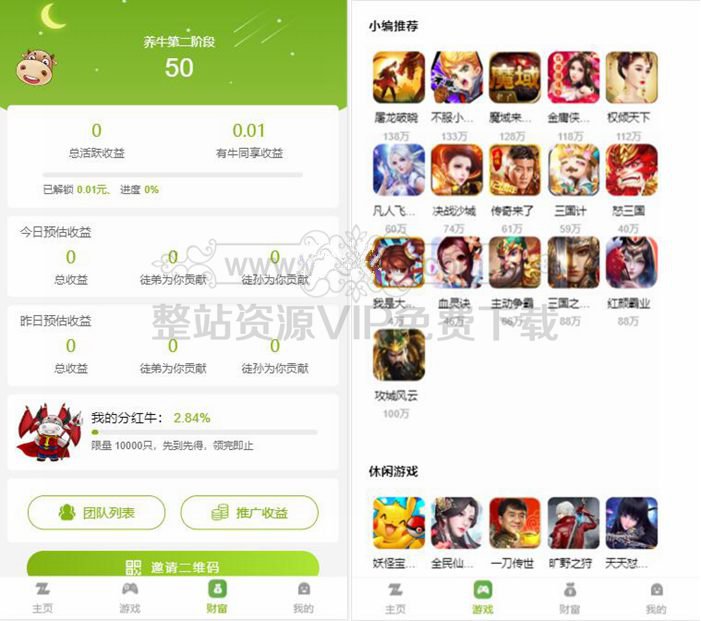 养牛第二阶段
50
0
0.01
总活跃收益
有牛同享收益
已解锁 0.01元、 进度 0%
今日预估收益
0
0
0
总收益
徒弟为你贡献
徒孙为你贡献
昨日预估收益
0
0
0
总收益
徒弟为你贡献
徒孙为你贡献
我的分红牛： 2.84%
限量 10000只，先到先得，领完即止
团队列表
推广收益
邀请二维码
主页
游戏
财富
我的
小编推荐
屠龙破晓
不服小...
魔域来...
金庸侠...
权倾天下
138万
133万
128万
118万
112万
凡人飞...
决战沙城
传奇来了
三国计
怒三国
60万
74万
61万
59万
40万
我是大...
血灵诀
主动争霸
三国之...
红颜霸业
4万
46万
66万
88万
88万
攻城风云
100万
休闲游戏
妖怪宝...
全民仙...
一刀传世
旷野之狩
天天怼...
主页
游戏
财富
我的
www.
整站资源VIP免费下载